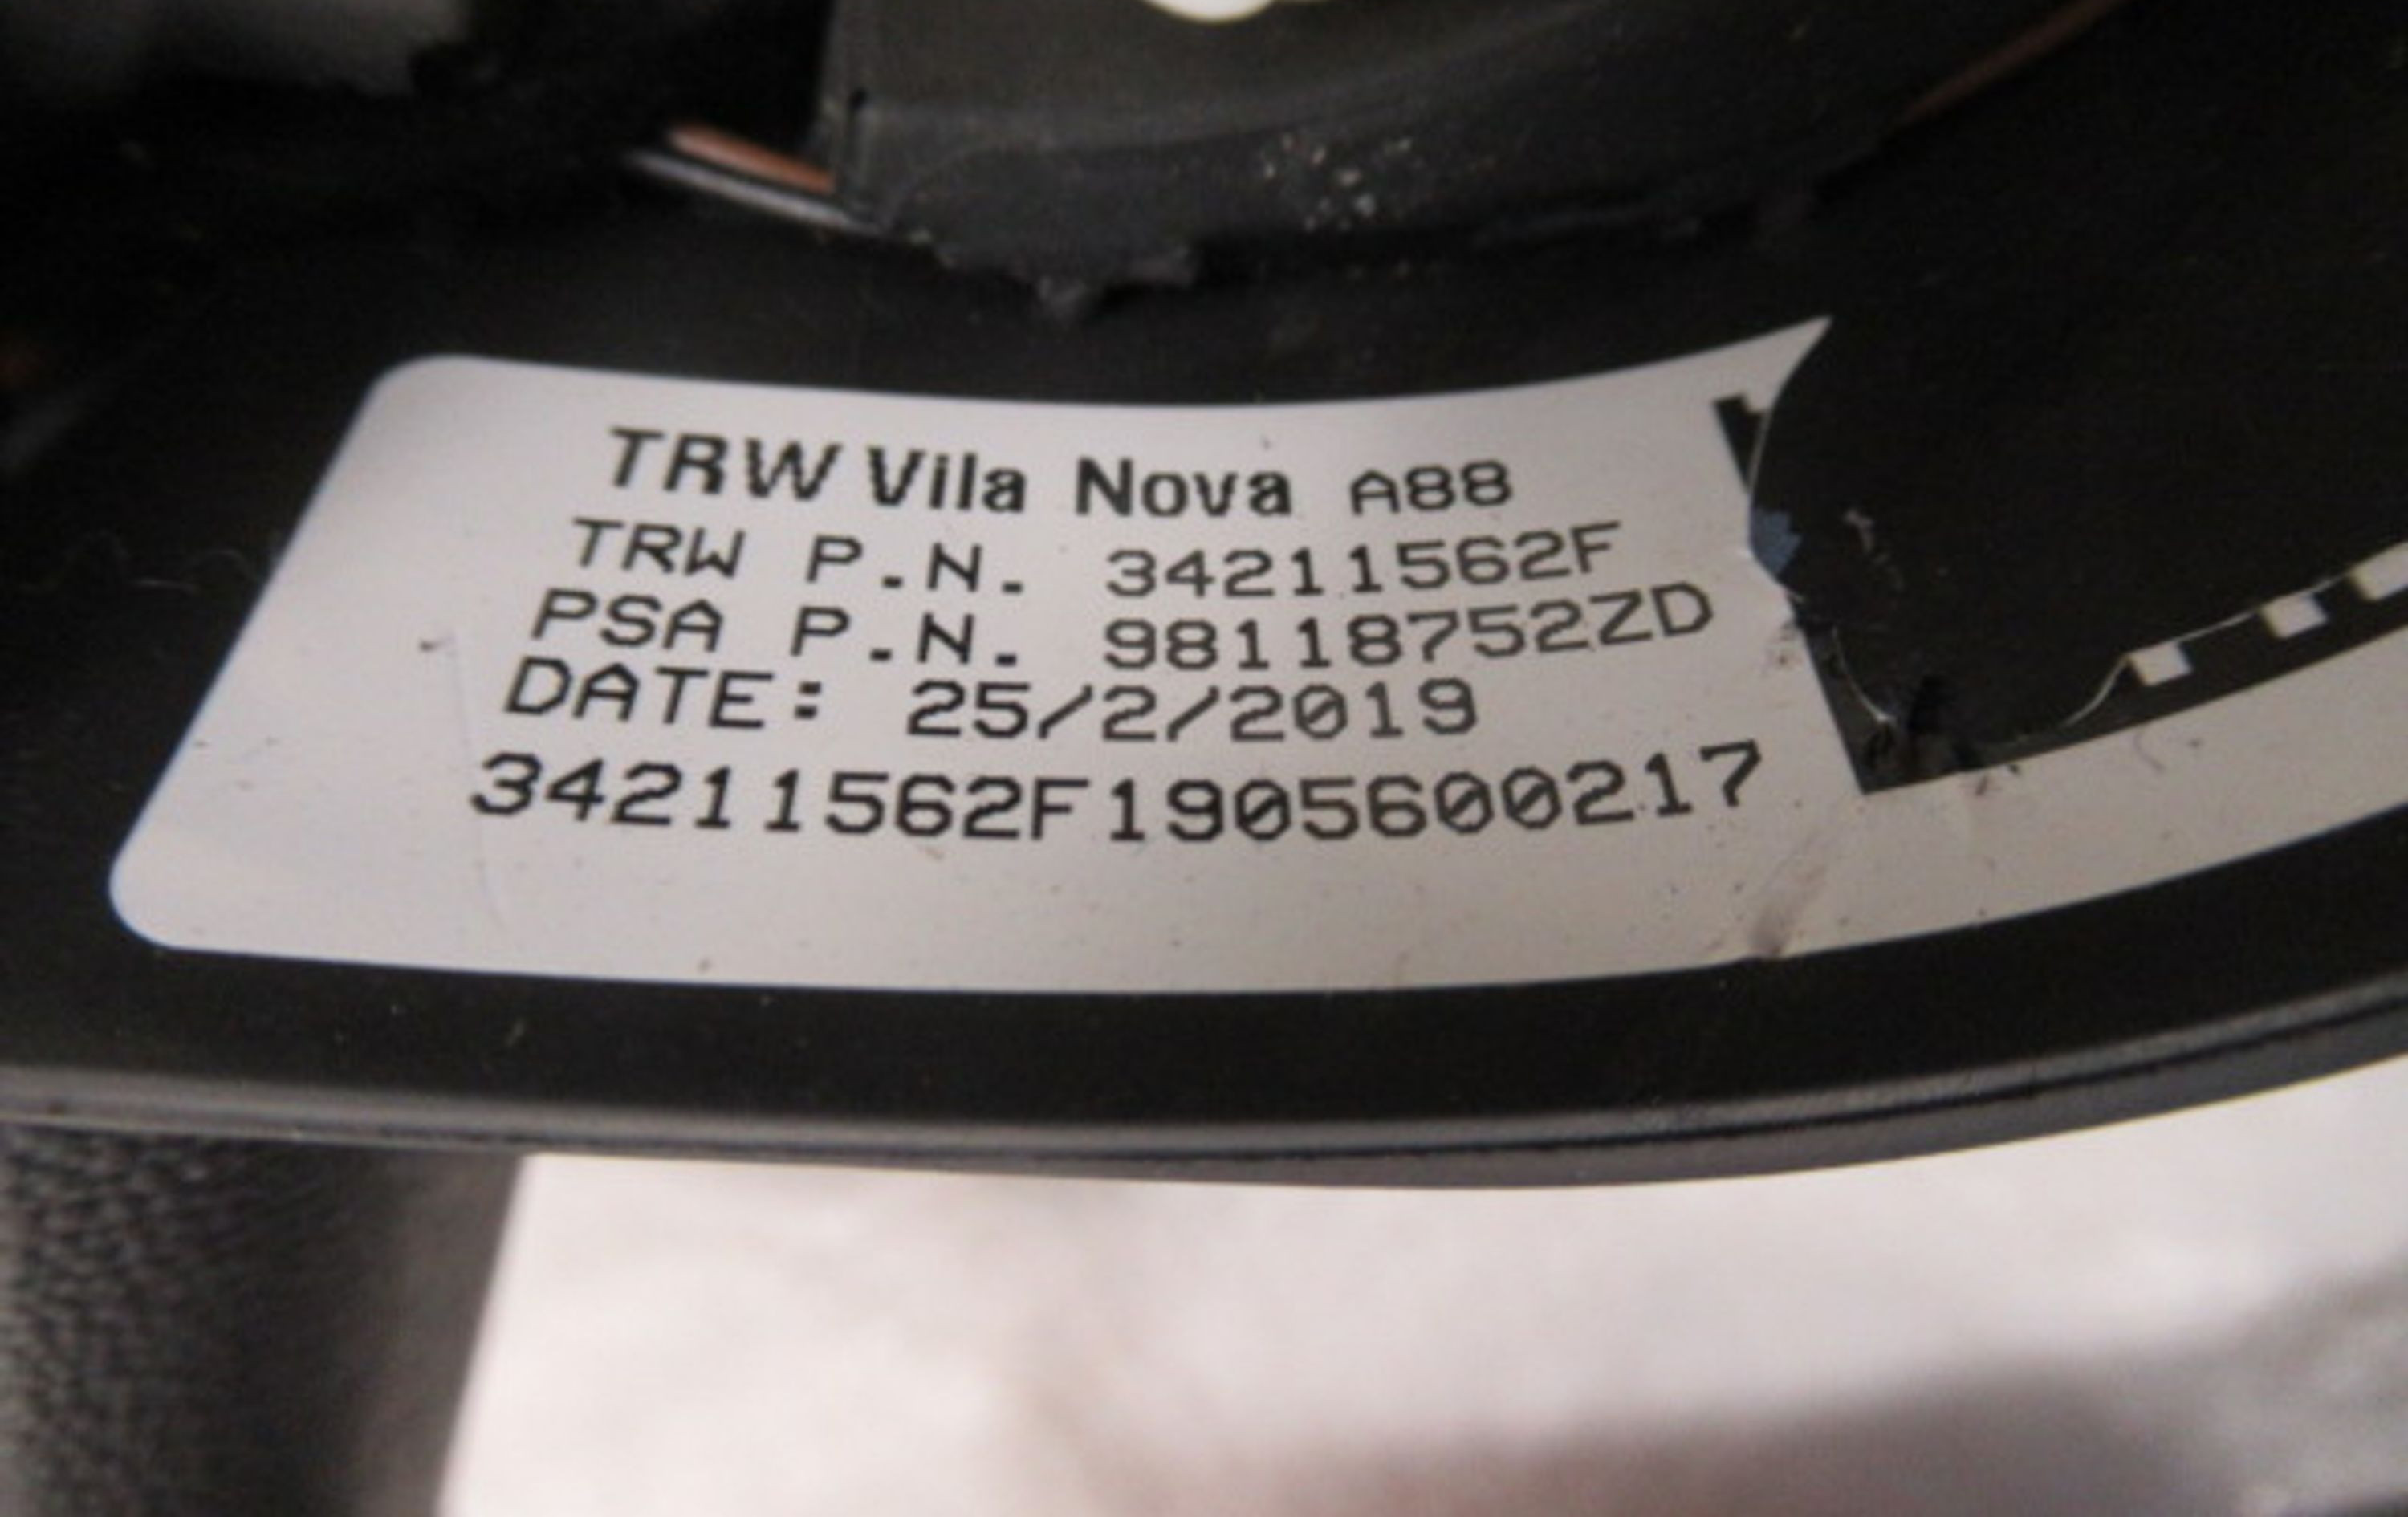 TRW Vila Nova A88
TRW P.N. 34211562F
PSA P.N. 98118752ZD
DATE: 25/2/2019
34211562F1905600217